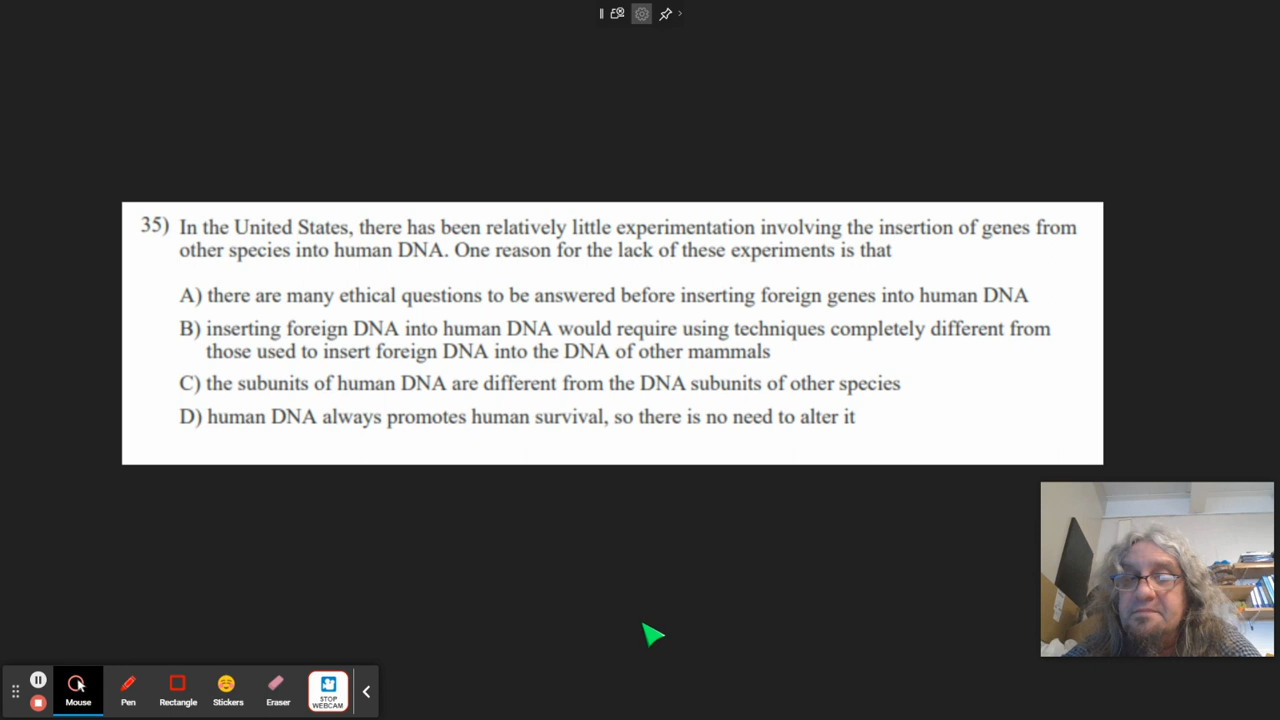 35) In the United States, there has been relatively little experimentation involving the insertion of genes from
other species into human DNA. One reason for the lack of these experiments is that
A) there are many ethical questions to be answered before inserting foreign genes into human DNA
B) inserting foreign DNA into human DNA would require using techniques completely different from
those used to insert foreign DNA into the DNA of other mammals
C) the subunits of human DNA are different from the DNA subunits of other species
D) human DNA always promotes human survival, so there is no need to alter it
Mouse
Pen
Rectangle
Stickers
Eraser
STOP
WEBCAM